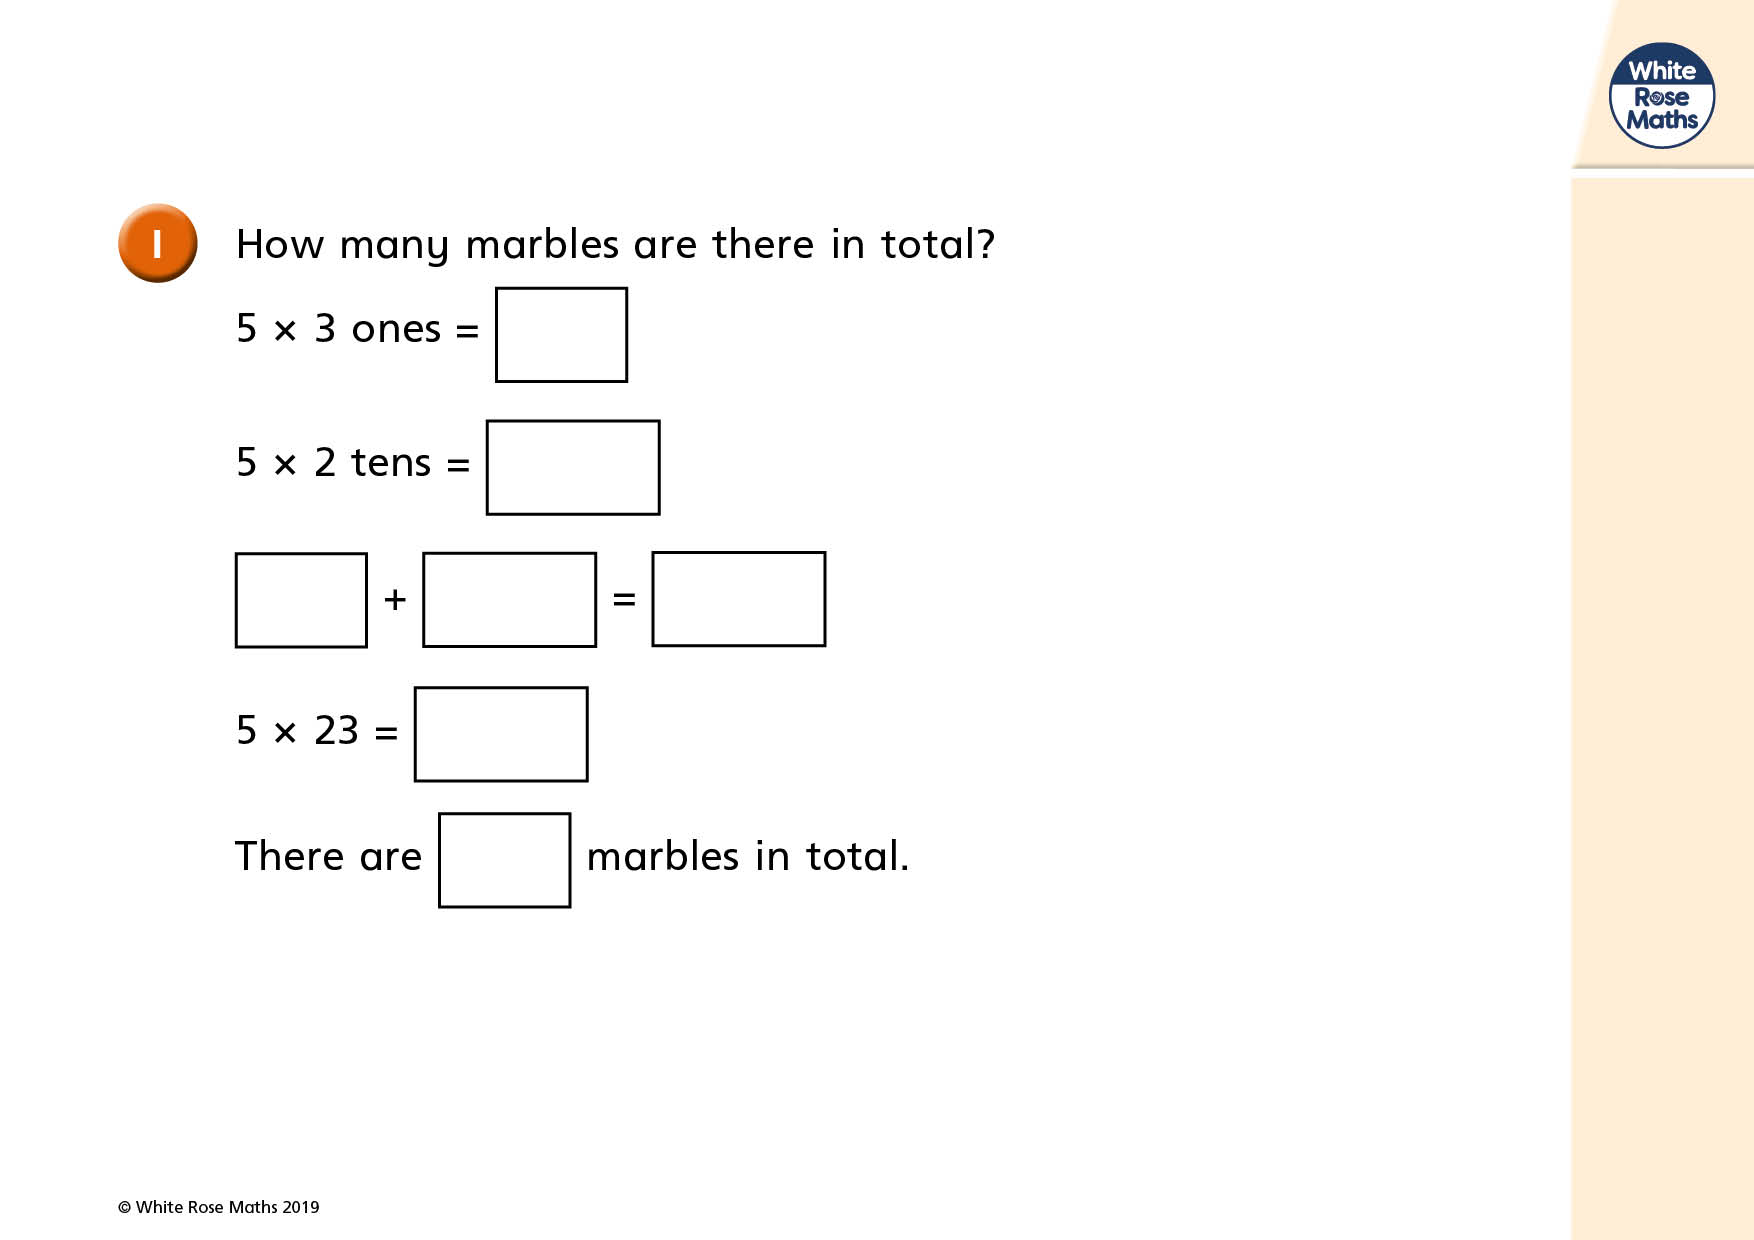 White
Rose
Maths
1 How many marbles are there in total?
5 × 3 ones =
5 × 2 tens =
+ =
5 × 23 =
There are marbles in total.
© White Rose Maths 2019